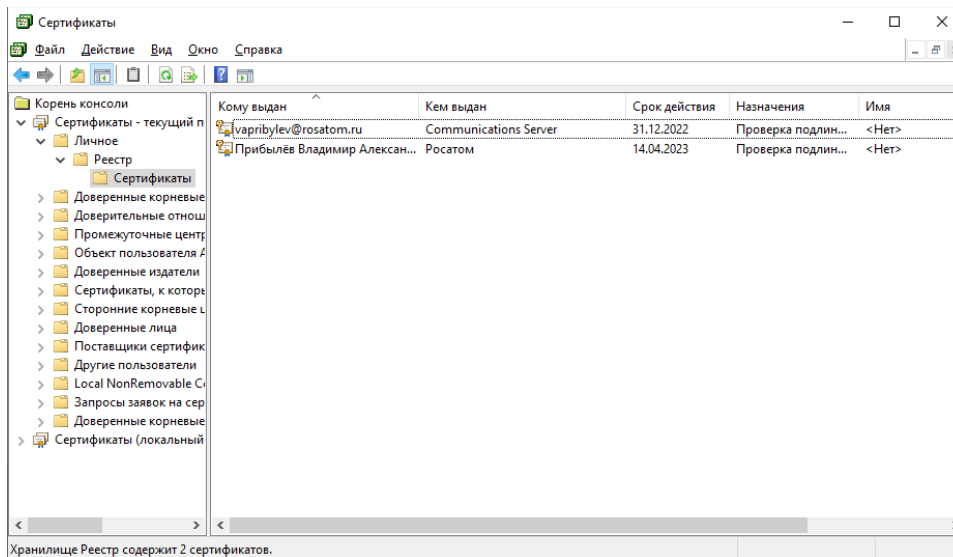 Сертификаты
Файл Действие Вид Окно Справка
Корень консоли
Сертификаты - текущий п
Личное
Реестр
Сертификаты
Доверенные корневые
Доверительные отнош
Промежуточные центр
Объект пользователя A
Доверенные издатели
Сертификаты, к которы
Сторонние корневые ц
Доверенные лица
Поставщики сертифик
Другие пользователи
Local NonRemovable Ce
Запросы заявок на сер
Доверенные корневые
Сертификаты (локальный
Кому выдан Кем выдан Срок действия Назначения Имя
vapribylev@rosatom.ru Communications Server 31.12.2022 Проверка подлин... <Нет>
Прибылёв Владимир Алексан... Росатом 14.04.2023 Проверка подлин... <Нет>
Хранилище Реестр содержит 2 сертификатов.